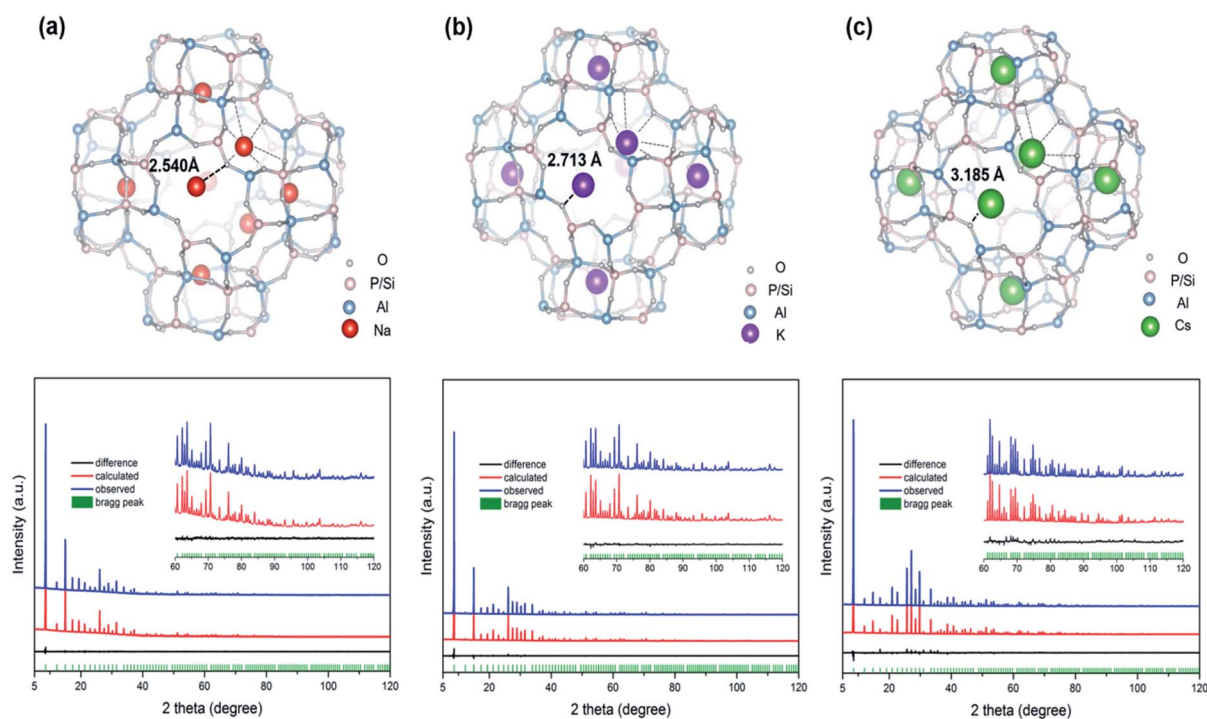 (a)
2.540Å
O
P/Si
Al
Na
(b)
2.713 Å
O
P/Si
Al
K
(c)
3.185 Å
O
P/Si
Al
Cs
Intensity (a.u.)
difference
calculated
observed
bragg peak
60 70 80 90 100 110 120
5 20 40 60 80 100 120
2 theta (degree)
Intensity (a.u.)
difference
calculated
observed
bragg peak
60 70 80 90 100 110 120
5 20 40 60 80 100 120
2 theta (degree)
Intensity (a.u.)
difference
calculated
observed
bragg peak
60 70 80 90 100 110 120
5 20 40 60 80 100 120
2 theta (degree)